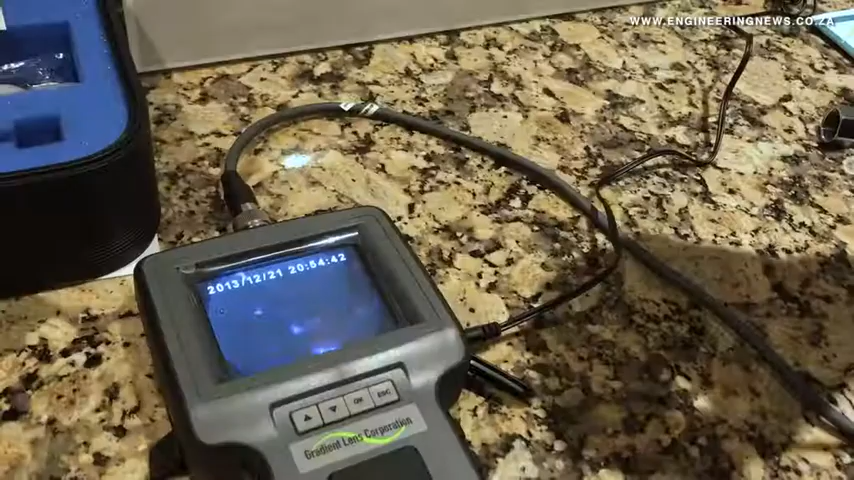 WWW.ENGINEERINGNEWS.CO.ZA
2013/12/21 20:54:42
OK
ESC
Gradient Lens Corporation